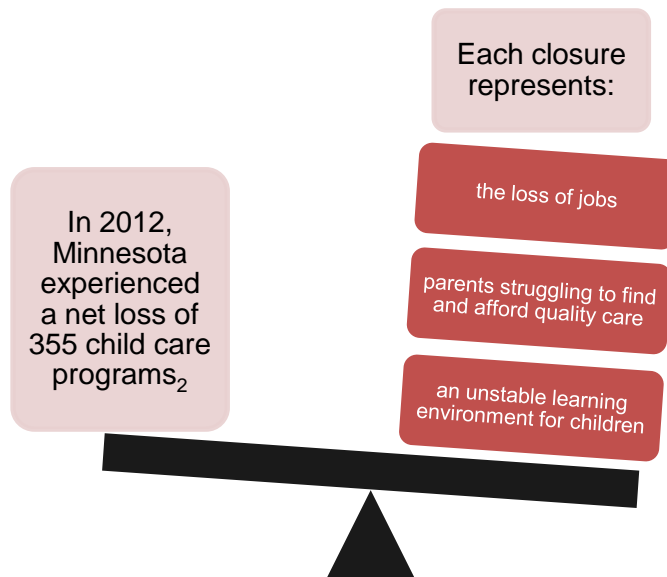 In 2012,
Minnesota
experienced
a net loss of
355 child care
programs2
Each closure
represents:
the loss of jobs
parents struggling to find
and afford quality care
an unstable learning
environment for children